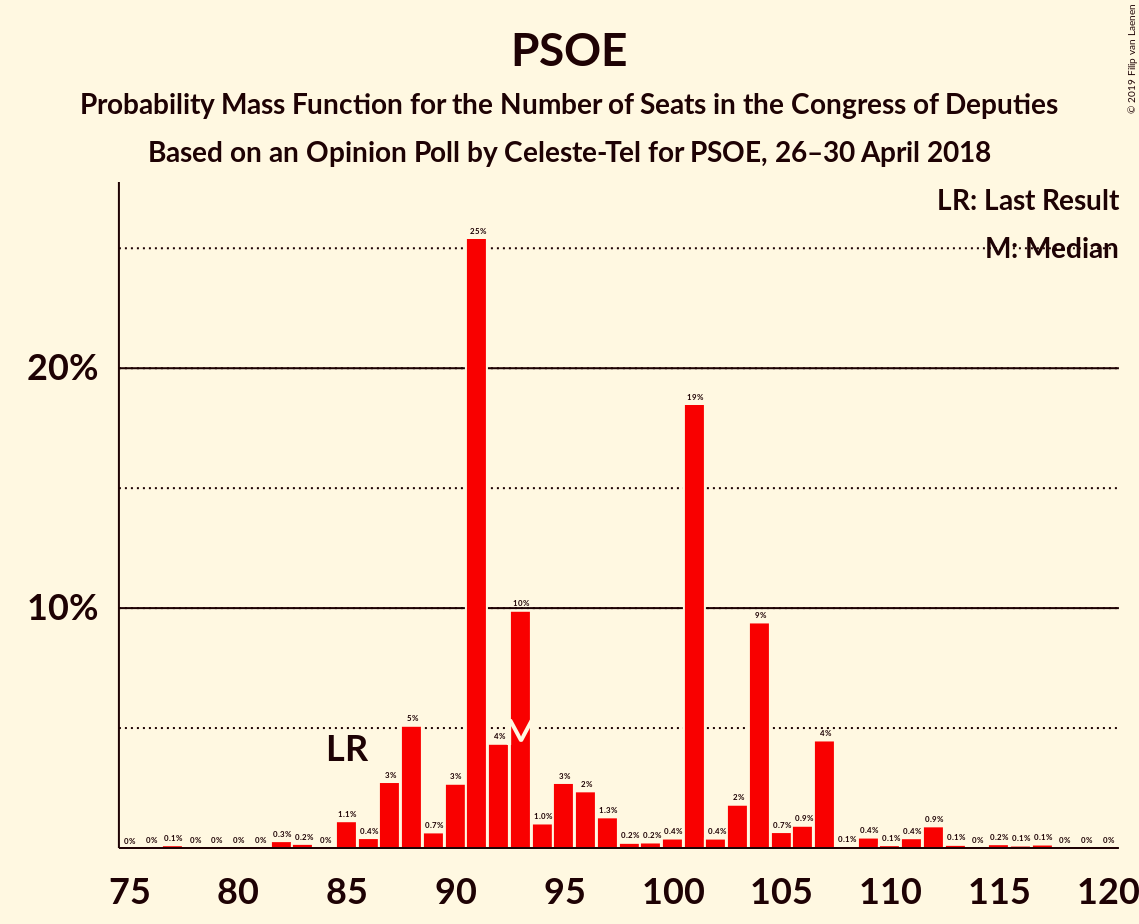 PSOE
Probability Mass Function for the Number of Seats in the Congress of Deputies
Based on an Opinion Poll by Celeste-Tel for PSOE, 26–30 April 2018
© 2019 Filip van Laenen
LR: Last Result
M: Median
20%
10%
0% 0% 0.1% 0% 0% 0% 0% 0.3% 0.2% 0% 1.1% 0.4% 3% 5% 0.7% 3% 25% 4% 10% 1.0% 3% 2% 1.3% 0.2% 0.2% 0.4% 19% 0.4% 2% 9% 0.7% 0.9% 4% 0.1% 0.4% 0.1% 0.4% 0.9% 0.1% 0% 0.2% 0.1% 0.1% 0% 0% 0%
LR
75 80 85 90 95 100 105 110 115 120